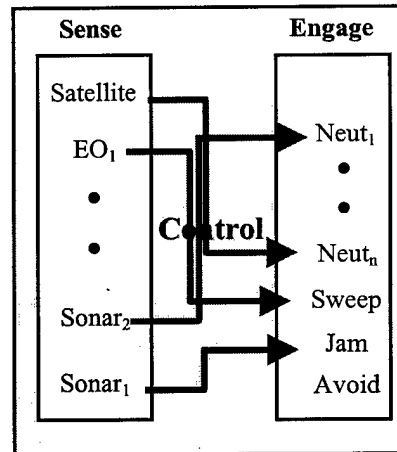 Sense
Engage
Satellite
EO₁
Sonar₂
Sonar₁
Control
Neut₁
Neutₙ
Sweep
Jam
Avoid